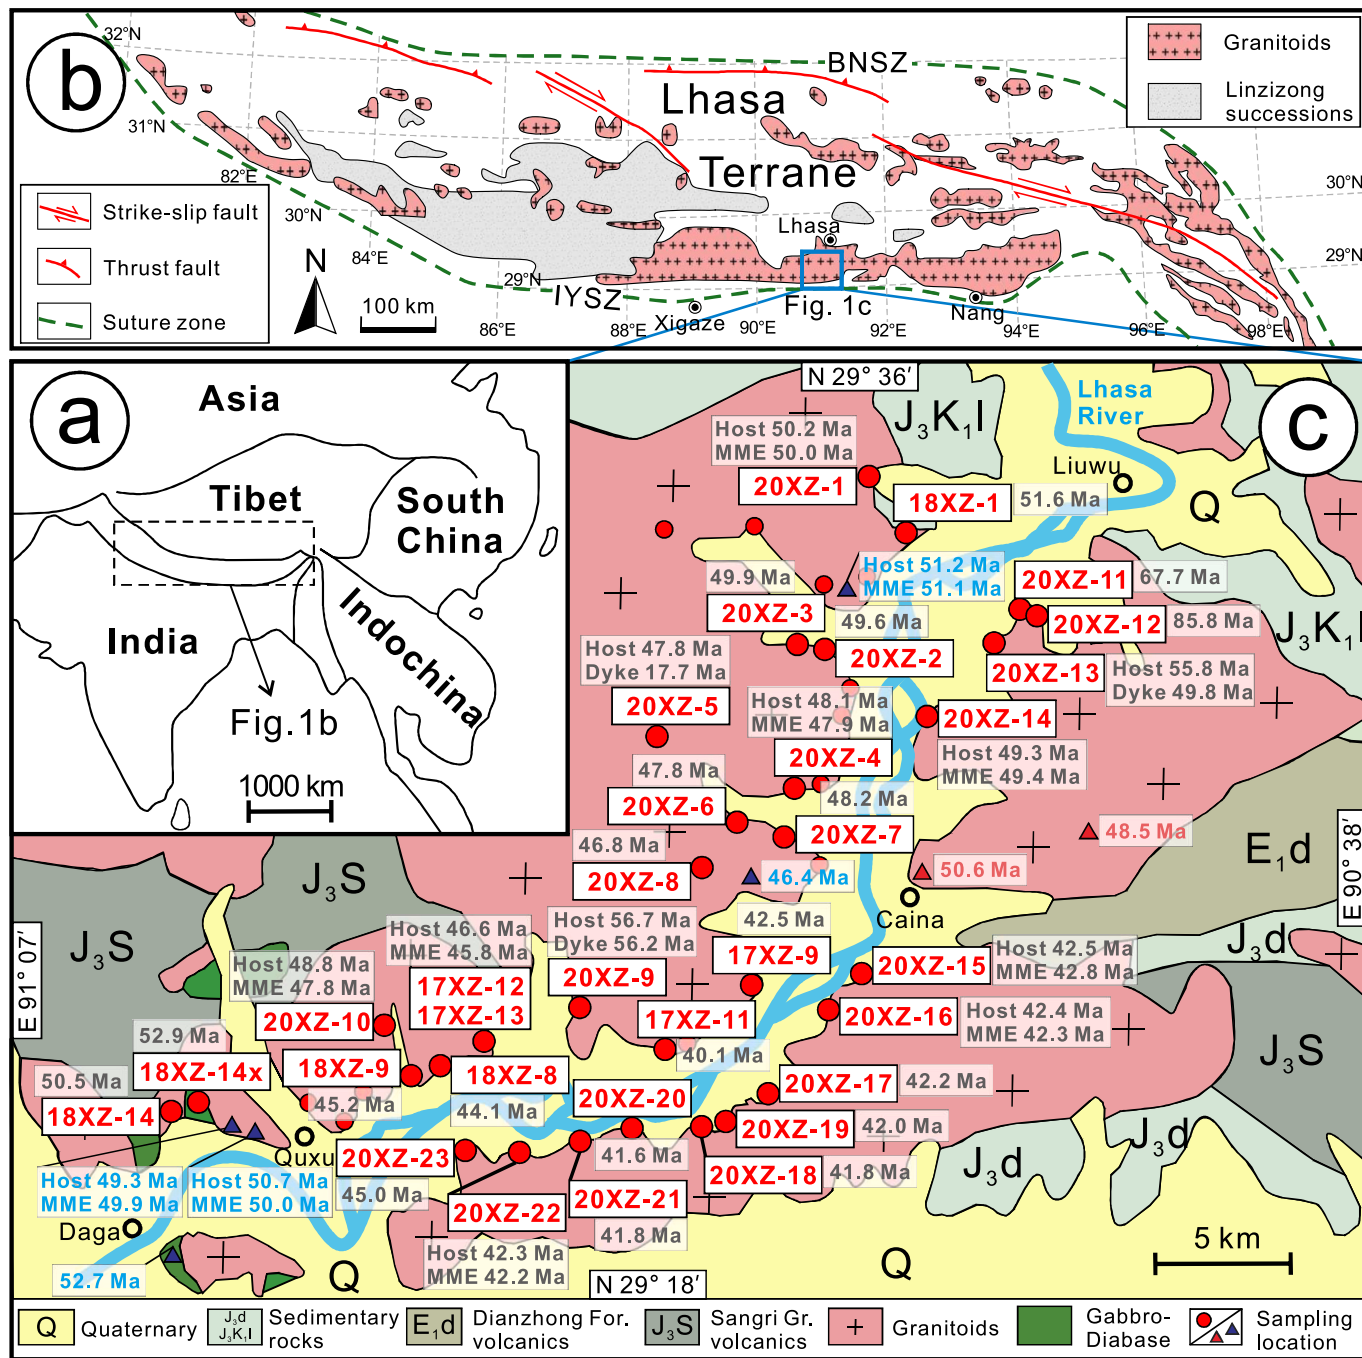 b
32°N
31°N
82°E
30°N
84°E
29°N
IYSZ
86°E
88°E
Xigaze
90°E
Fig. 1c
92°E
Nang
94°E
96°E
98°E
29°N
30°N
BNSZ
Lhasa
Terrane
Lhasa
Granitoids
Linzizong
successions
Strike-slip fault
Thrust fault
Suture zone
N
100 km
a
Asia
Tibet
South
China
India
Indochina
Fig.1b
1000 km
c
N 29° 36′
Lhasa
River
J3K1l
Host 50.2 Ma
MME 50.0 Ma
20XZ-1
18XZ-1
51.6 Ma
Liuwu
Q
49.9 Ma
Host 51.2 Ma
MME 51.1 Ma
20XZ-11
67.7 Ma
20XZ-3
49.6 Ma
20XZ-12
85.8 Ma
J3K1l
Host 47.8 Ma
Dyke 17.7 Ma
20XZ-2
20XZ-13
Host 55.8 Ma
Dyke 49.8 Ma
20XZ-5
Host 48.1 Ma
MME 47.9 Ma
20XZ-14
20XZ-4
Host 49.3 Ma
MME 49.4 Ma
47.8 Ma
20XZ-6
48.2 Ma
20XZ-7
48.5 Ma
E1d
E 90° 38′
46.8 Ma
20XZ-8
46.4 Ma
50.6 Ma
Caina
J3S
J3S
E 91° 07′
Host 46.6 Ma
MME 45.8 Ma
Host 56.7 Ma
Dyke 56.2 Ma
42.5 Ma
17XZ-9
J3d
Host 48.8 Ma
MME 47.8 Ma
17XZ-12
17XZ-13
20XZ-9
20XZ-15
Host 42.5 Ma
MME 42.8 Ma
20XZ-10
17XZ-11
20XZ-16
Host 42.4 Ma
MME 42.3 Ma
52.9 Ma
18XZ-14x
18XZ-9
18XZ-8
40.1 Ma
J3S
50.5 Ma
18XZ-14
45.2 Ma
44.1 Ma
20XZ-20
20XZ-17
42.2 Ma
Quxu
20XZ-23
41.6 Ma
20XZ-19
42.0 Ma
J3d
J3d
Host 49.3 Ma
MME 49.9 Ma
Host 50.7 Ma
MME 50.0 Ma
45.0 Ma
20XZ-22
20XZ-21
20XZ-18
41.8 Ma
Daga
41.8 Ma
Host 42.3 Ma
MME 42.2 Ma
52.7 Ma
Q
N 29° 18′
Q
5 km
Q
Quaternary
J3d
J3K1l
Sedimentary
rocks
E1d
Dianzhong For.
volcanics
J3S
Sangri Gr.
volcanics
Granitoids
Gabbro-
Diabase
Sampling
location